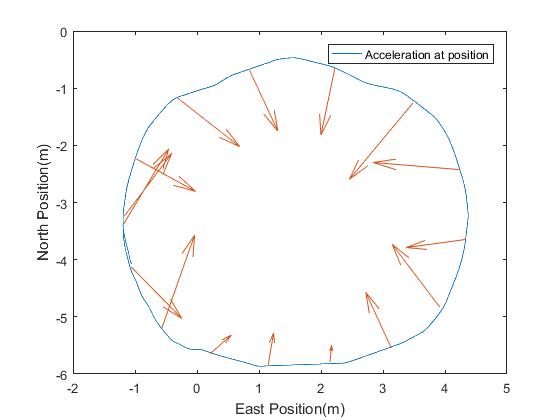 Acceleration at position
0
-1
-2
-3
-4
-5
-6
North Position(m)
-2 -1 0 1 2 3 4 5
East Position(m)